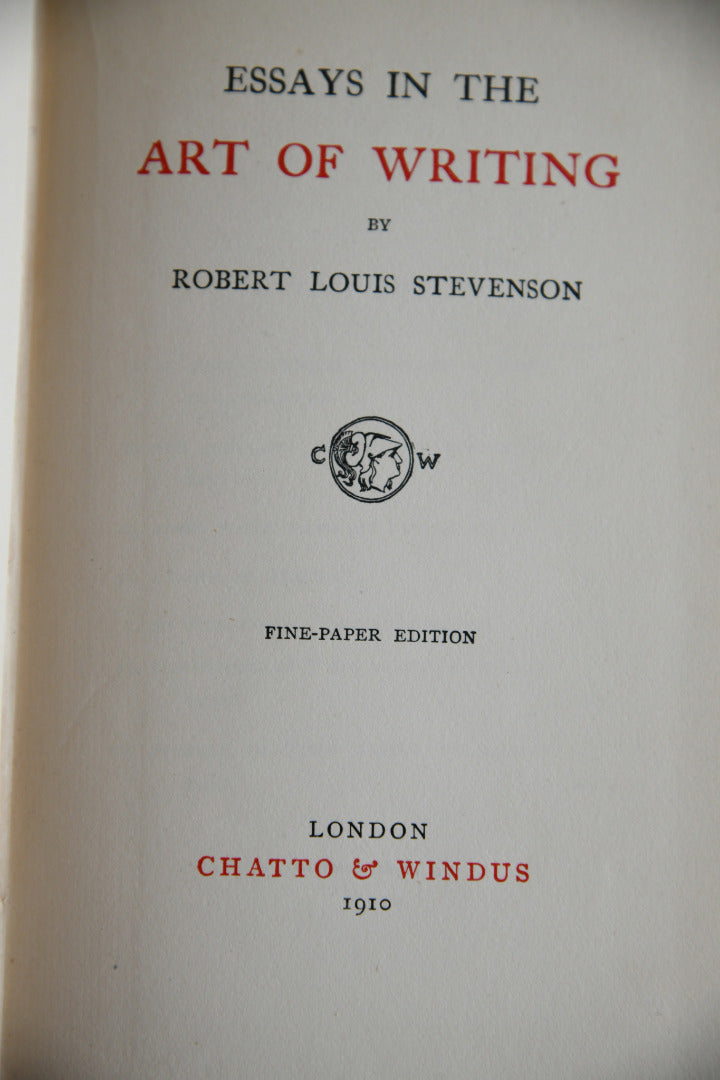 ESSAYS IN THE
ART OF WRITING
BY
ROBERT LOUIS STEVENSON
C W
FINE-PAPER EDITION
LONDON
CHATTO & WINDUS
1910